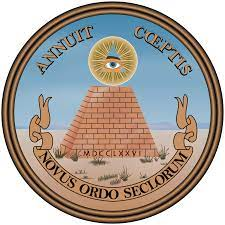 ANNUIT CŒPTIS
MDCCLXXVI
NOVUS ORDO SECLORUM